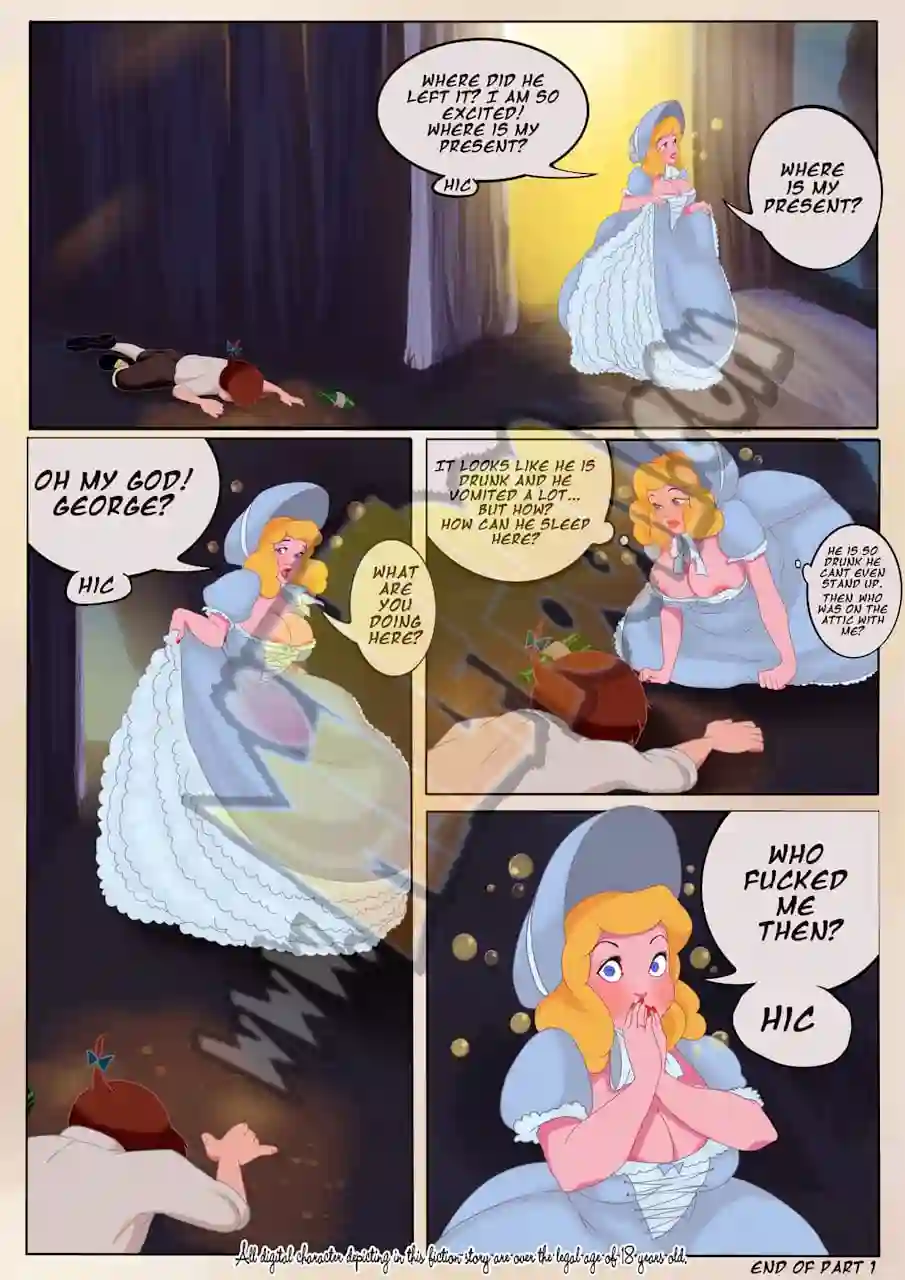 WHERE DID HE
LEFT IT? I AM SO
EXCITED!
WHERE IS MY
PRESENT?
HIC
WHERE
IS MY
PRESENT?
OH MY GOD!
GEORGE?
HIC
WHAT
ARE
YOU
DOING
HERE?
IT LOOKS LIKE HE IS
DRUNK AND HE
VOMITED A LOT...
BUT HOW?
HOW CAN HE SLEEP
HERE?
HE IS SO
DRUNK HE
CANT EVEN
STAND UP.
THEN WHO
WAS ON THE
ATTIC WITH
ME?
WHO
FUCKED
ME
THEN?
HIC
www.
All digital character depicting in this fiction story are over the legal age of 18 years old.
END OF PART 1